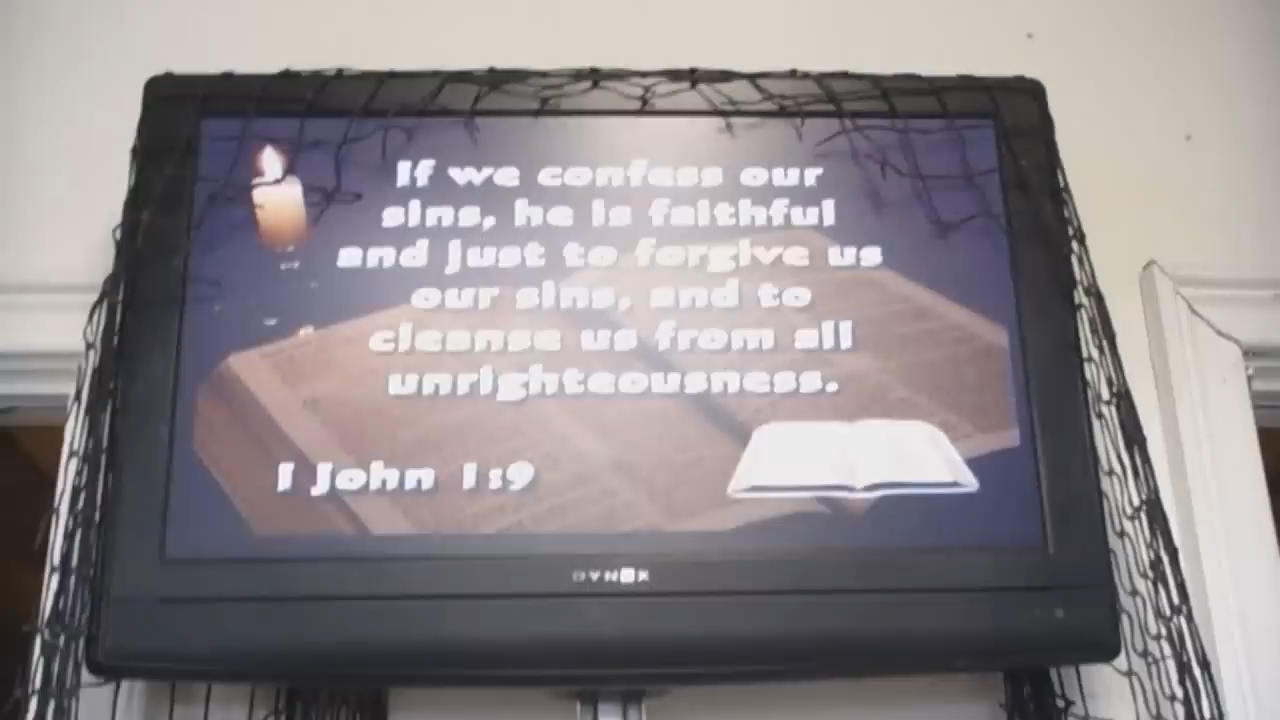 If we confess our
sins, he is faithful
and just to forgive us
our sins, and to
cleanse us from all
unrighteousness.
1 John 1:9
DYNEX